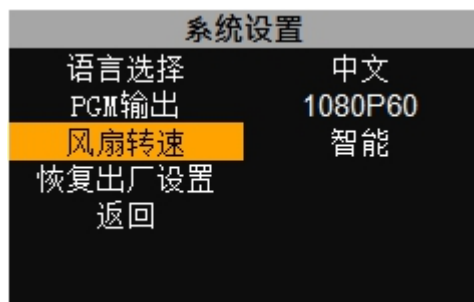 系统设置
语言选择 中文
PGM输出 1080P60
风扇转速 智能
恢复出厂设置
返回